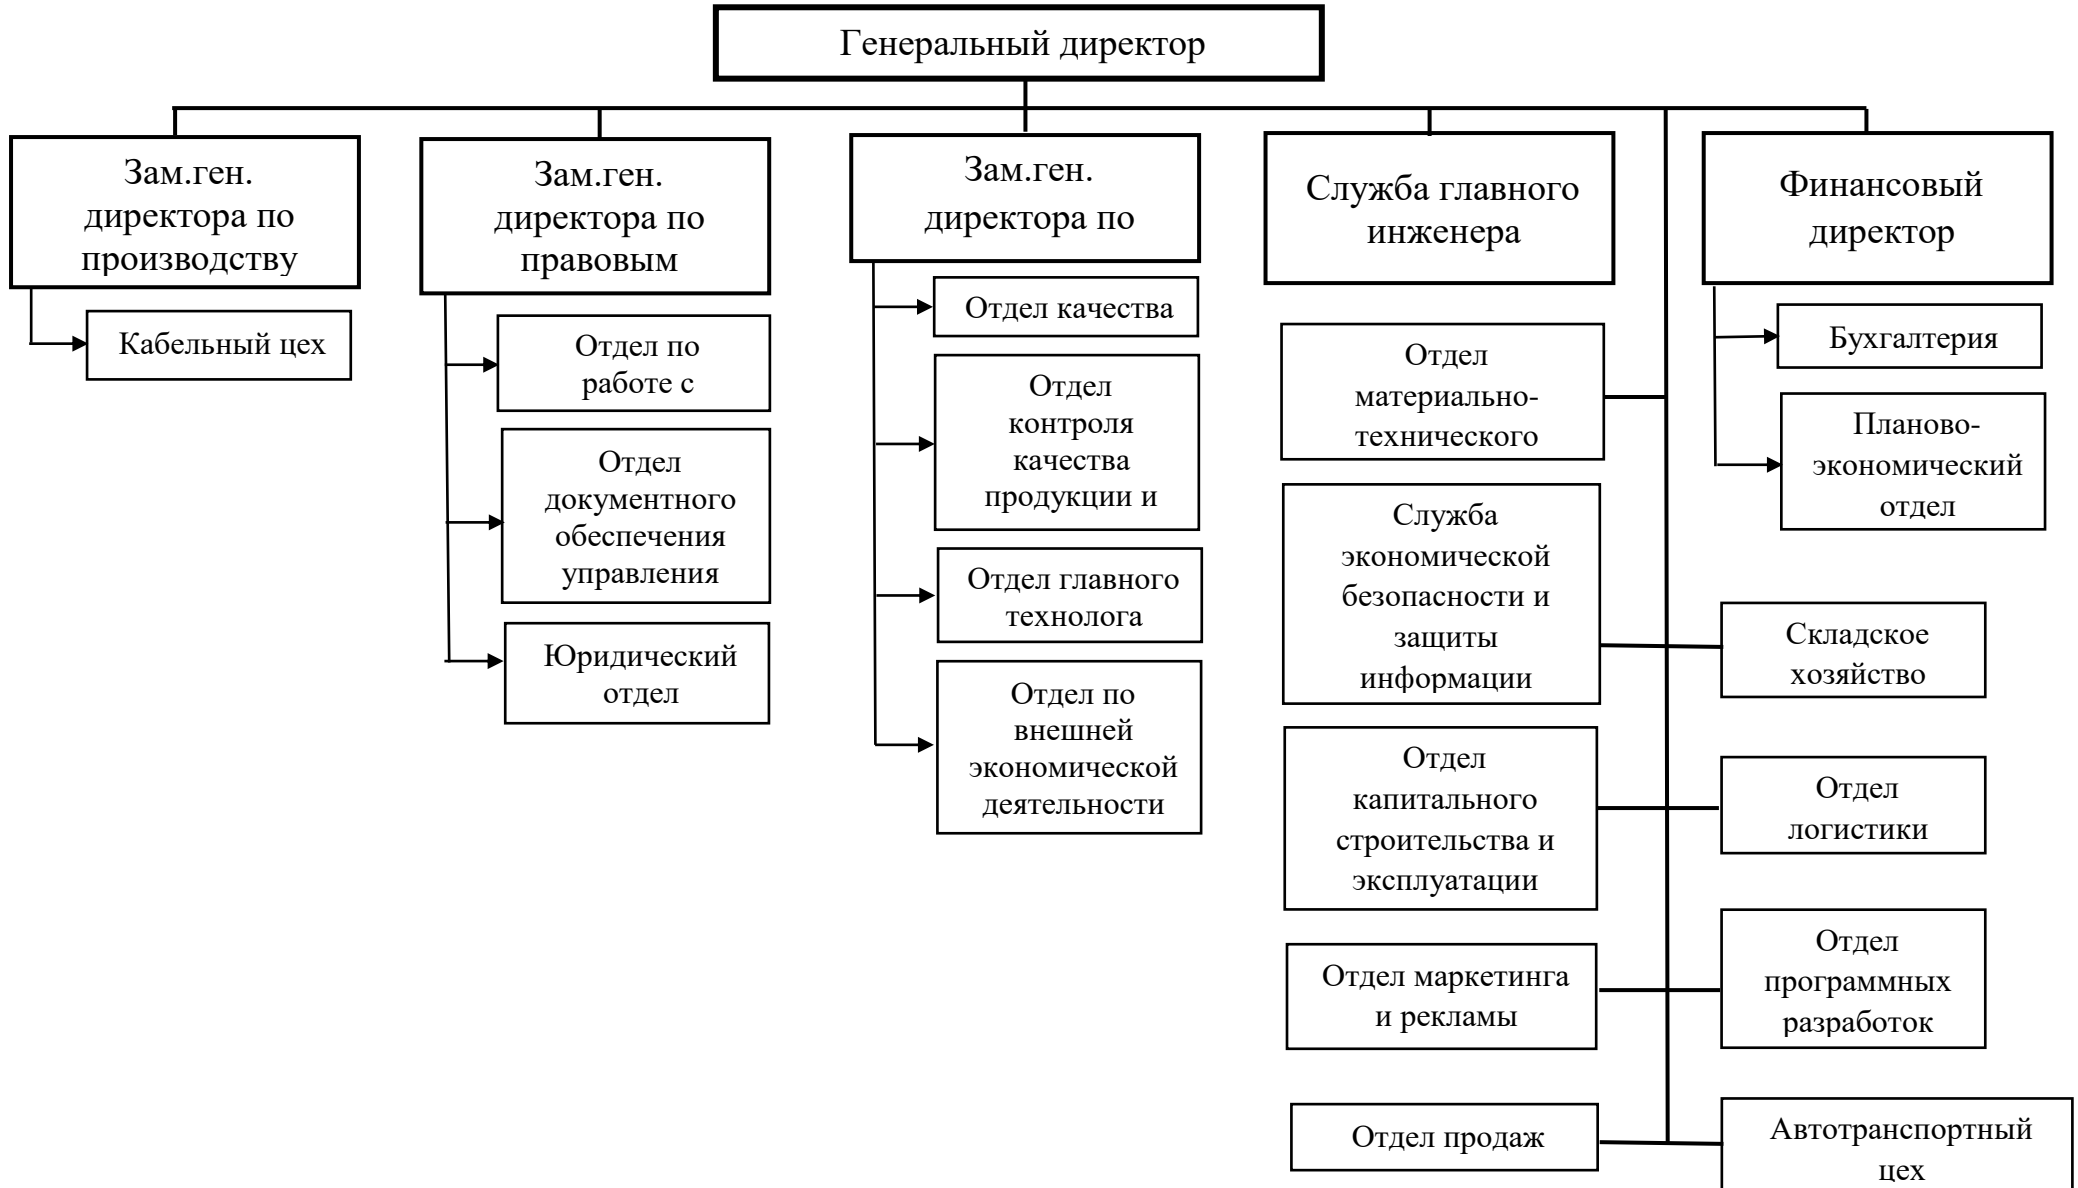 Генеральный директор
Зам.ген.
директора по
производству
Кабельный цех
Зам.ген.
директора по
правовым
Отдел по
работе с
Отдел
документного
обеспечения
управления
Юридический
отдел
Зам.ген.
директора по
Отдел качества
Отдел
контроля
качества
продукции и
Отдел главного
технолога
Отдел по
внешней
экономической
деятельности
Служба главного
инженера
Отдел
материально-
технического
Служба
экономической
безопасности и
защиты
информации
Отдел
капитального
строительства и
эксплуатации
Отдел маркетинга
и рекламы
Отдел продаж
Финансовый
директор
Бухгалтерия
Планово-
экономический
отдел
Складское
хозяйство
Отдел
логистики
Отдел
программных
разработок
Автотранспортный
цех